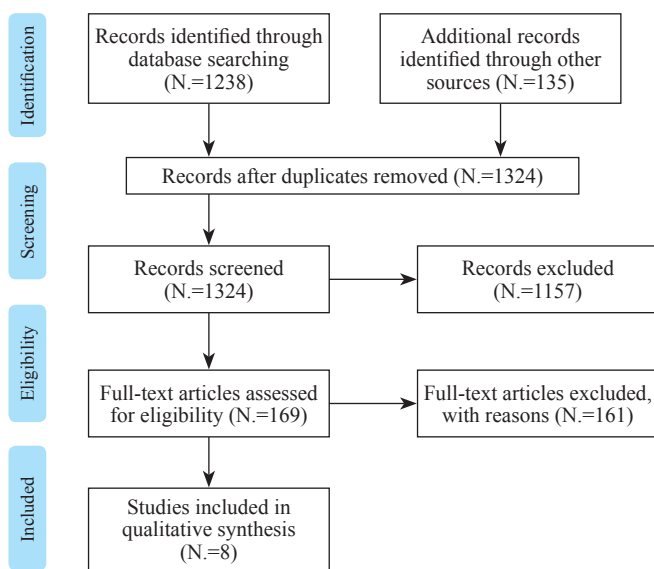 Identification
Records identified through
database searching
(N.=1238)
Additional records
identified through other
sources (N.=135)
Records after duplicates removed (N.=1324)
Screening
Records screened
(N.=1324)
Records excluded
(N.=1157)
Eligibility
Full-text articles assessed
for eligibility (N.=169)
Full-text articles excluded,
with reasons (N.=161)
Included
Studies included in
qualitative synthesis
(N.=8)